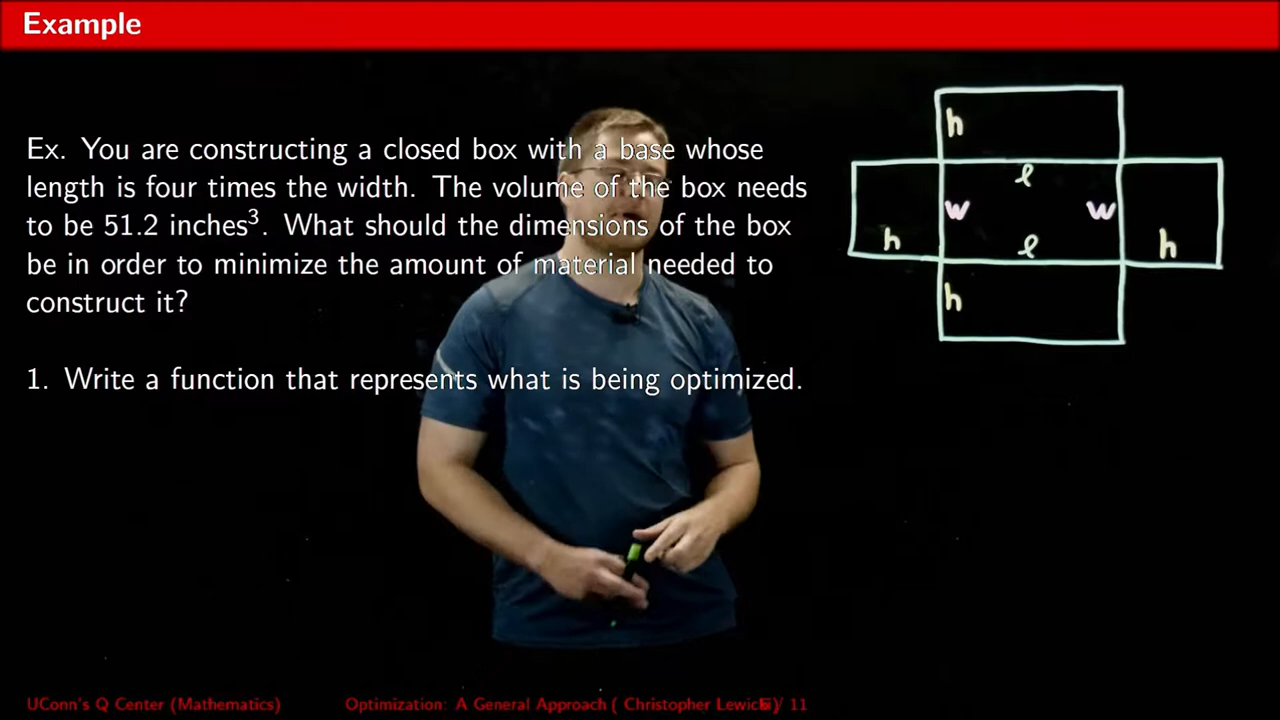 Example
Ex. You are constructing a closed box with a base whose
length is four times the width. The volume of the box needs
to be 51.2 inches³. What should the dimensions of the box
be in order to minimize the amount of material needed to
construct it?
1. Write a function that represents what is being optimized.
h
ℓ
w w
h ℓ h
h
UConn's Q Center (Mathematics) Optimization: A General Approach ( Christopher Lewicki) / 11